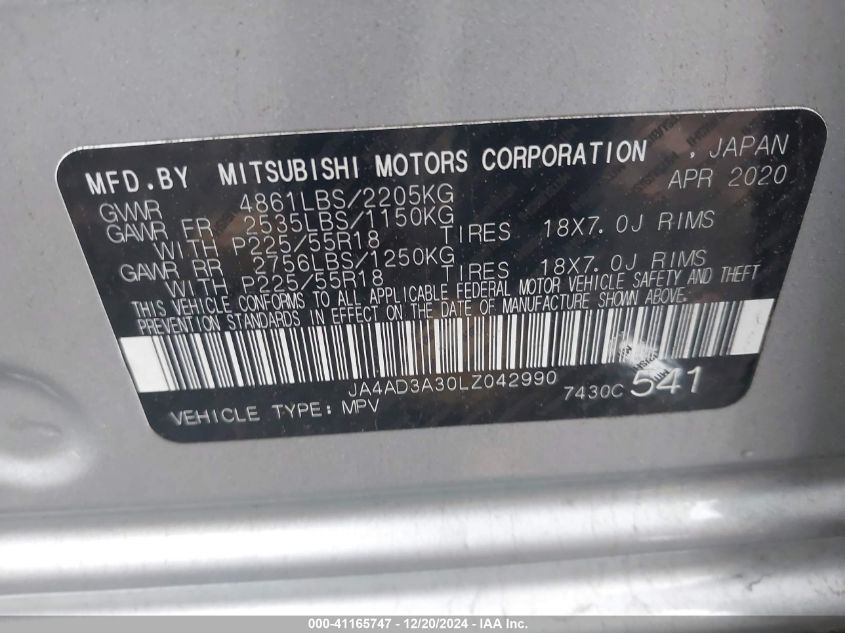 MFD.BY MITSUBISHI MOTORS CORPORATION , JAPAN
GVWR 4861LBS/2205KG APR 2020
GAWR FR 2535LBS/1150KG
WITH P225/55R18 TIRES 18X7.0J RIMS
GAWR RR 2756LBS/1250KG
WITH P225/55R18 TIRES 18X7.0J RIMS
THIS VEHICLE CONFORMS TO ALL APPLICABLE FEDERAL MOTOR VEHICLE SAFETY AND THEFT
PREVENTION STANDARDS IN EFFECT ON THE DATE OF MANUFACTURE SHOWN ABOVE.
JA4AD3A30LZ042990
VEHICLE TYPE: MPV 7430C 541
000-41165747 - 12/20/2024 - IAA Inc.